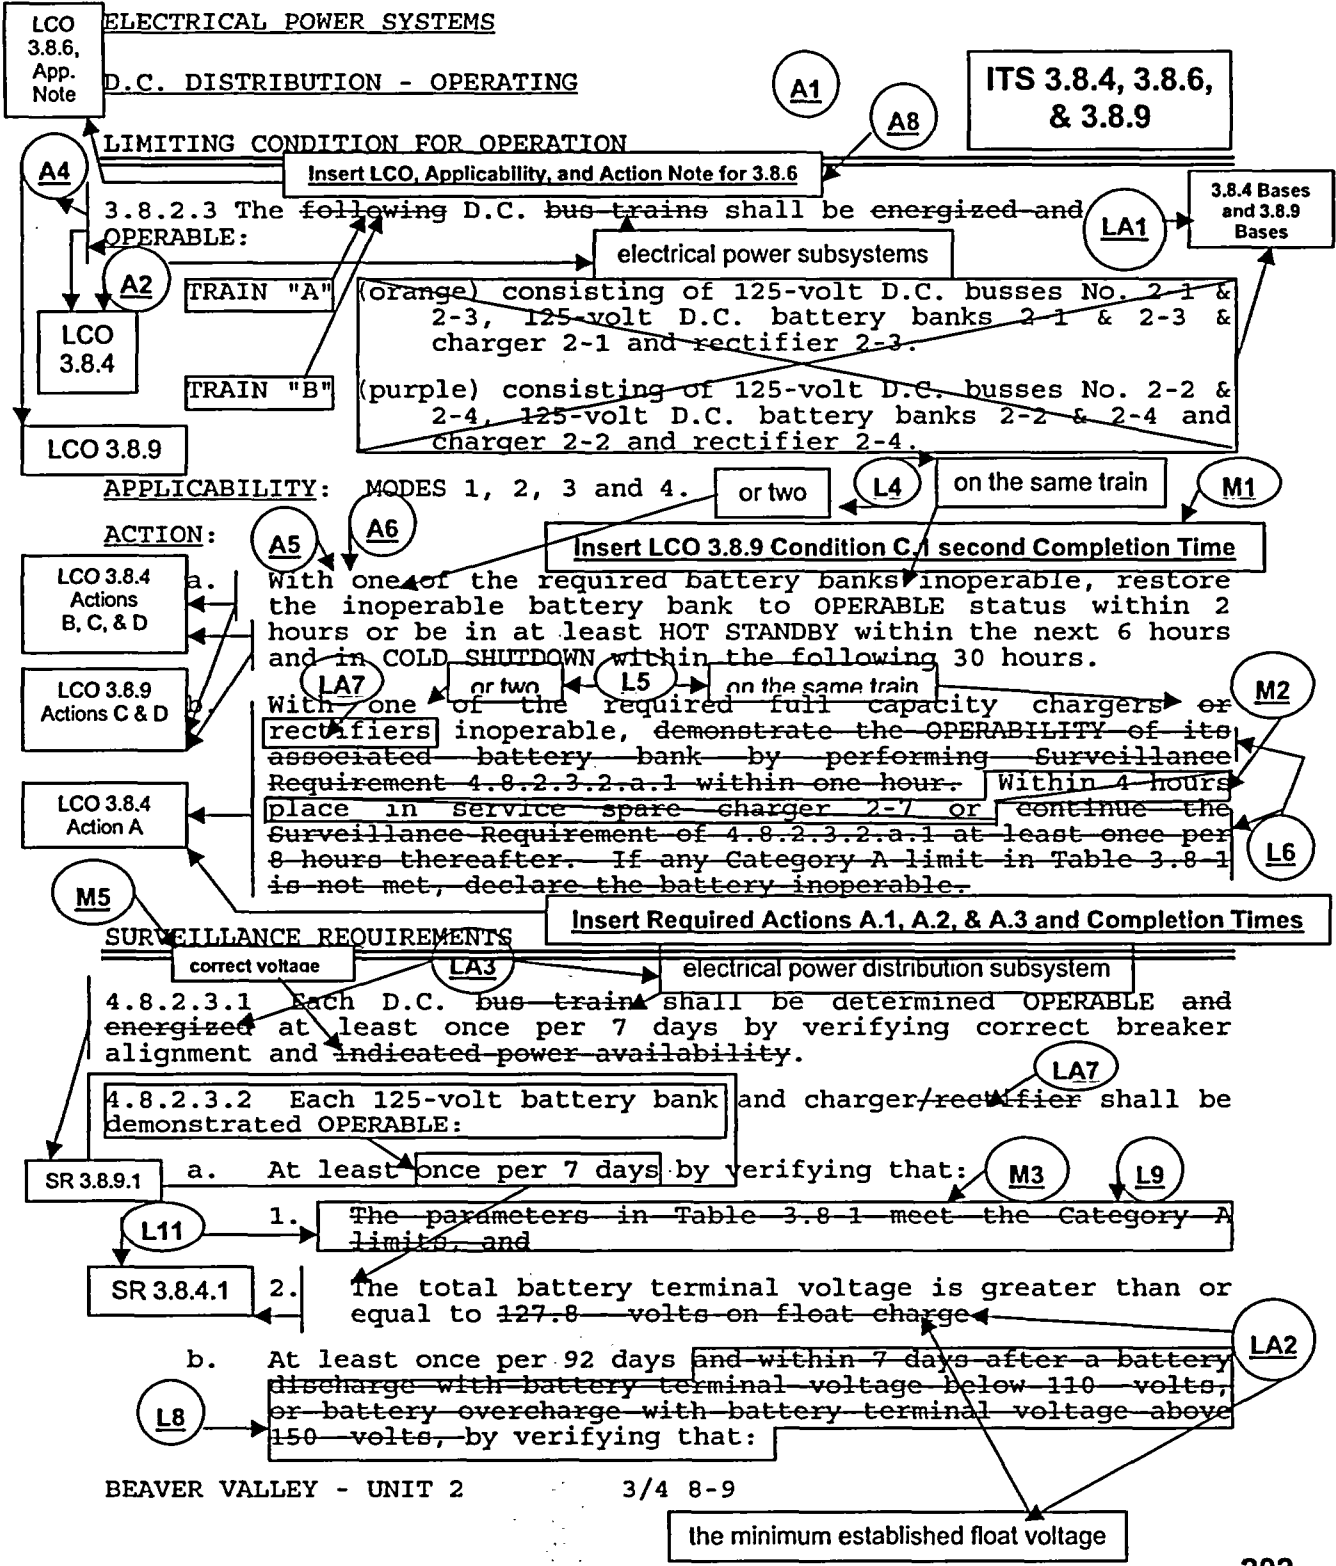 LCO
3.8.6,
App.
Note
ELECTRICAL POWER SYSTEMS
D.C. DISTRIBUTION - OPERATING
A1
ITS 3.8.4, 3.8.6,
& 3.8.9
A8
LIMITING CONDITION FOR OPERATION
A4
Insert LCO, Applicability, and Action Note for 3.8.6
3.8.4 Bases
and 3.8.9
Bases
3.8.2.3 The following D.C. bus trains shall be energized and
OPERABLE:
LA1
electrical power subsystems
A2
TRAIN "A" (orange) consisting of 125-volt D.C. busses No. 2-1 &
2-3, 125-volt D.C. battery banks 2-1 & 2-3 &
charger 2-1 and rectifier 2-3.
LCO
3.8.4
TRAIN "B" (purple) consisting of 125-volt D.C. busses No. 2-2 &
2-4, 125-volt D.C. battery banks 2-2 & 2-4 and
charger 2-2 and rectifier 2-4.
LCO 3.8.9
APPLICABILITY: MODES 1, 2, 3 and 4.
or two
L4
on the same train
M1
ACTION:
A5
A6
Insert LCO 3.8.9 Condition C.1 second Completion Time
LCO 3.8.4
Actions
B, C, & D
a. With one of the required battery banks inoperable, restore
the inoperable battery bank to OPERABLE status within 2
hours or be in at least HOT STANDBY within the next 6 hours
and in COLD SHUTDOWN within the following 30 hours.
LCO 3.8.9
Actions C & D
LA7
or two
L5
on the same train
M2
b. With one of the required full capacity chargers or
rectifiers inoperable, demonstrate the OPERABILITY of its
associated battery bank by performing Surveillance
Requirement 4.8.2.3.2.a.1 within one hour. Within 4 hours
place in service spare charger 2-7 or continue the
Surveillance Requirement of 4.8.2.3.2.a.1 at least once per
8 hours thereafter. If any Category A limit in Table 3.8-1
is not met, declare the battery inoperable.
LCO 3.8.4
Action A
L6
M5
Insert Required Actions A.1, A.2, & A.3 and Completion Times
SURVEILLANCE REQUIREMENTS
correct voltage
LA3
electrical power distribution subsystem
4.8.2.3.1 Each D.C. bus train shall be determined OPERABLE and
energized at least once per 7 days by verifying correct breaker
alignment and indicated power availability.
LA7
4.8.2.3.2 Each 125-volt battery bank and charger/rectifier shall be
demonstrated OPERABLE:
SR 3.8.9.1
a. At least once per 7 days by verifying that:
M3
L9
L11
1. The parameters in Table 3.8-1 meet the Category A
limits, and
SR 3.8.4.1
2. The total battery terminal voltage is greater than or
equal to 127.8 volts on float charge
LA2
b. At least once per 92 days and within 7 days after a battery
discharge with battery terminal voltage below 110 volts,
or battery overcharge with battery terminal voltage above
150 volts, by verifying that:
L8
BEAVER VALLEY - UNIT 2 3/4 8-9
the minimum established float voltage